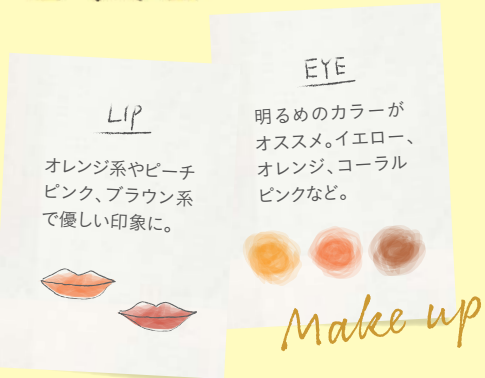 LIP
オレンジ系やピーチ
ピンク、ブラウン系
で優しい印象に。
EYE
明るめのカラーが
オススメ。イエロー、
オレンジ、コーラル
ピンクなど。
Make up